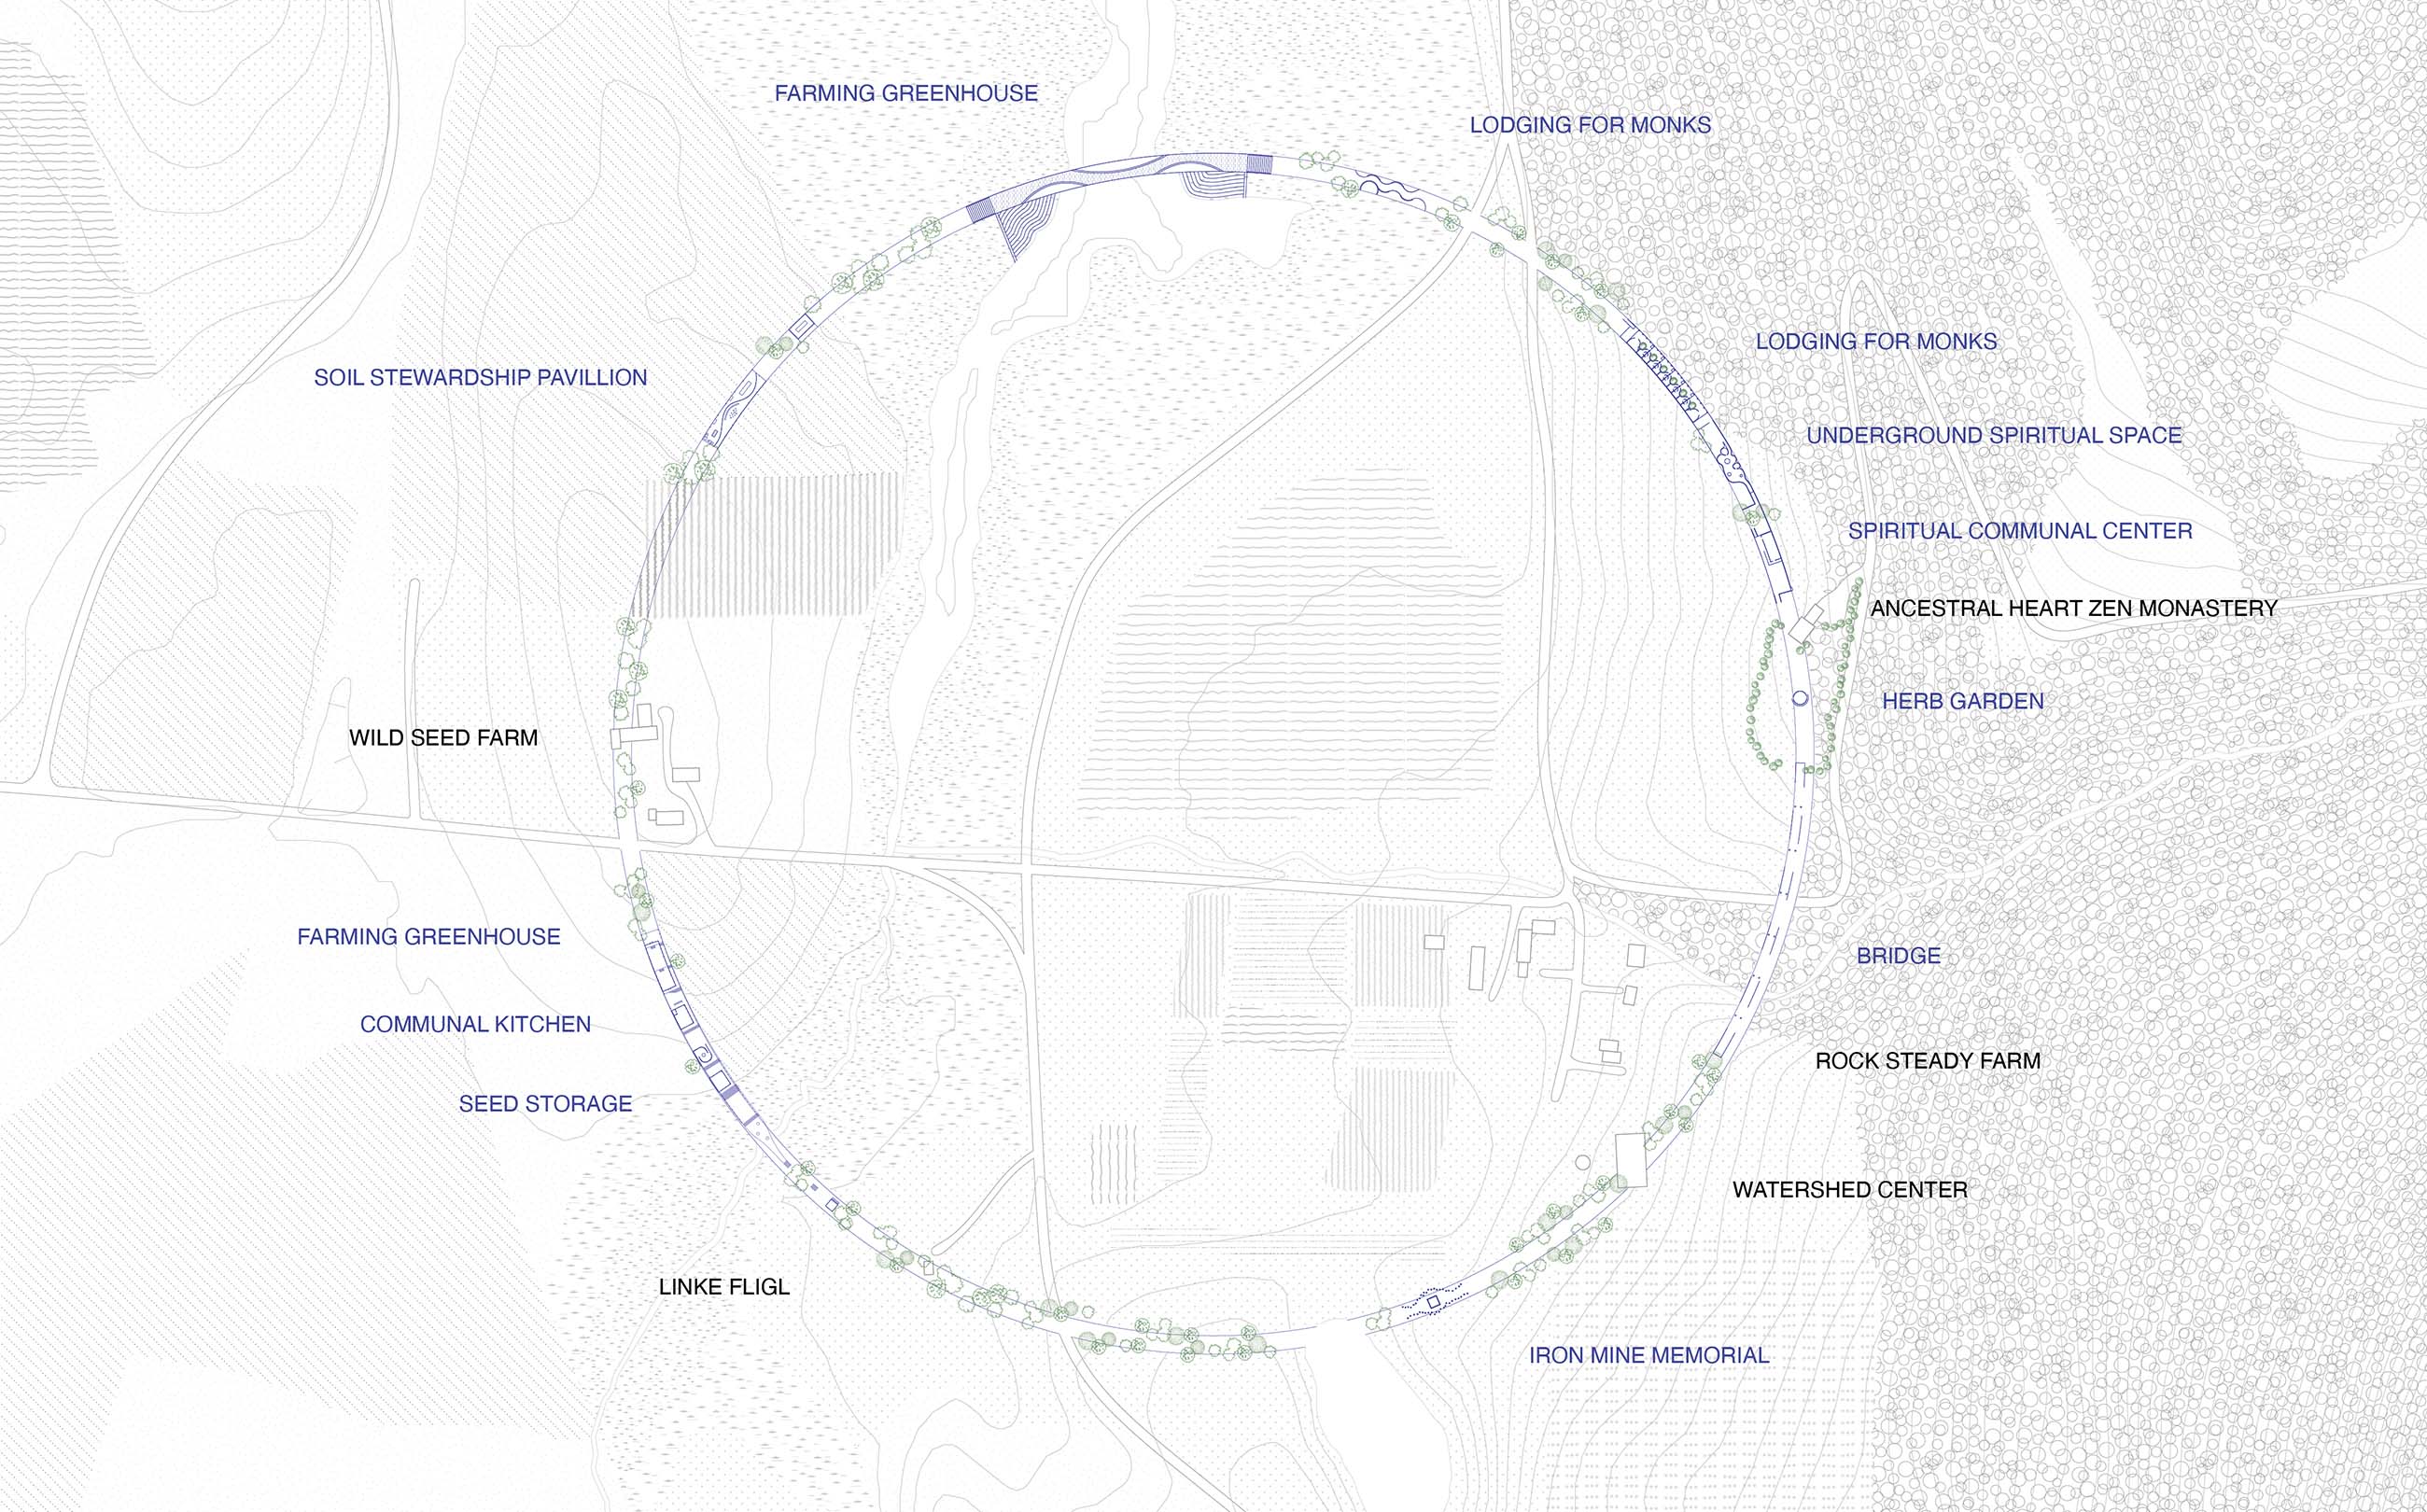 FARMING GREENHOUSE
LODGING FOR MONKS
LODGING FOR MONKS
SOIL STEWARDSHIP PAVILLION
UNDERGROUND SPIRITUAL SPACE
SPIRITUAL COMMUNAL CENTER
ANCESTRAL HEART ZEN MONASTERY
HERB GARDEN
WILD SEED FARM
FARMING GREENHOUSE
BRIDGE
COMMUNAL KITCHEN
ROCK STEADY FARM
SEED STORAGE
WATERSHED CENTER
LINKE FLIGL
IRON MINE MEMORIAL